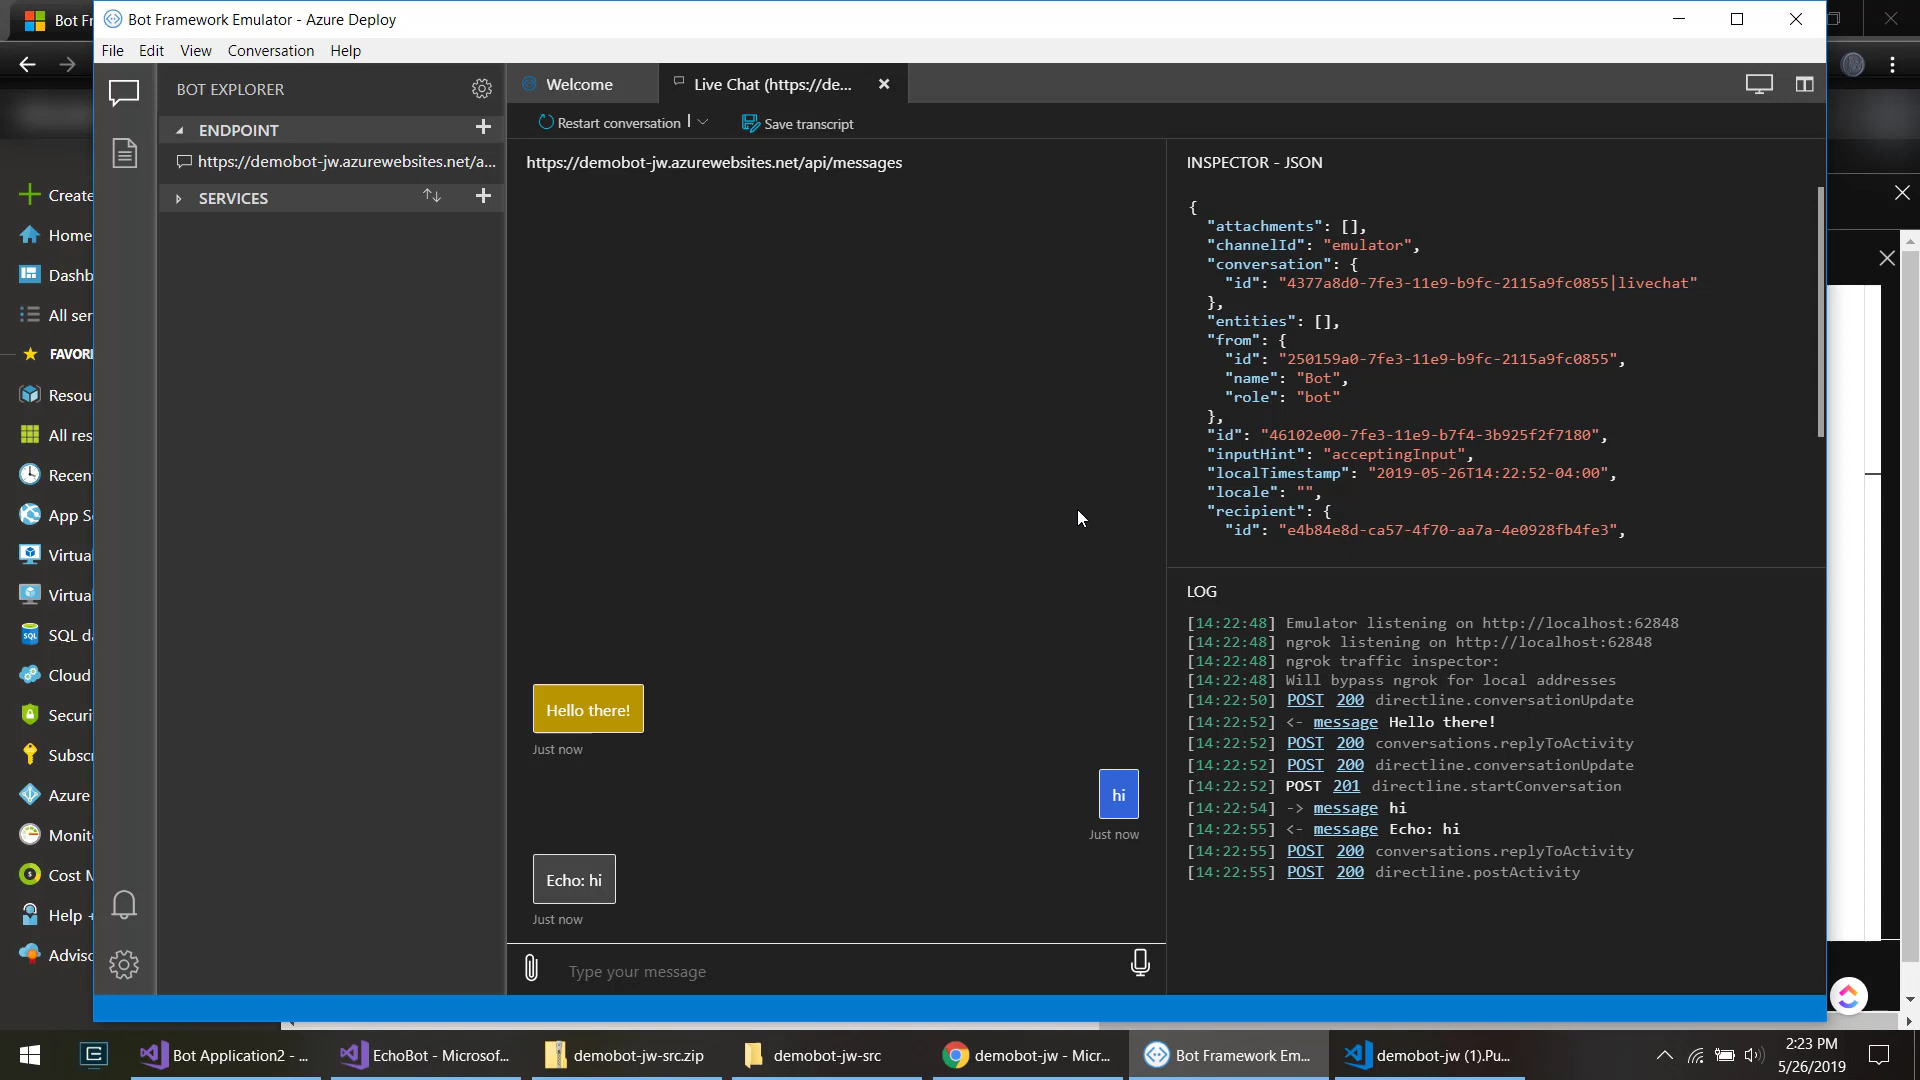 Bot Fr
Bot Framework Emulator - Azure Deploy
File Edit View Conversation Help
BOT EXPLORER
ENDPOINT
https://demobot-jw.azurewebsites.net/a...
SERVICES
Create
Home
Dashb
All ser
FAVORI
Resou
All res
Recen
App S
Virtua
Virtua
SQL da
Cloud
Securi
Subsc
Azure
Monit
Cost M
Help +
Adviso
Welcome
Live Chat (https://de...
Restart conversation
Save transcript
https://demobot-jw.azurewebsites.net/api/messages
Hello there!
Just now
hi
Just now
Echo: hi
Just now
Type your message
INSPECTOR - JSON
{
"attachments": [],
"channelId": "emulator",
"conversation": {
"id": "4377a8d0-7fe3-11e9-b9fc-2115a9fc0855|livechat"
},
"entities": [],
"from": {
"id": "250159a0-7fe3-11e9-b9fc-2115a9fc0855",
"name": "Bot",
"role": "bot"
},
"id": "46102e00-7fe3-11e9-b7f4-3b925f2f7180",
"inputHint": "acceptingInput",
"localTimestamp": "2019-05-26T14:22:52-04:00",
"locale": "",
"recipient": {
"id": "e4b84e8d-ca57-4f70-aa7a-4e0928fb4fe3",
LOG
[14:22:48] Emulator listening on http://localhost:62848
[14:22:48] ngrok listening on http://localhost:62848
[14:22:48] ngrok traffic inspector:
[14:22:48] Will bypass ngrok for local addresses
[14:22:50] POST 200 directline.conversationUpdate
[14:22:52] <- message Hello there!
[14:22:52] POST 200 conversations.replyToActivity
[14:22:52] POST 200 directline.conversationUpdate
[14:22:52] POST 201 directline.startConversation
[14:22:54] -> message hi
[14:22:55] <- message Echo: hi
[14:22:55] POST 200 conversations.replyToActivity
[14:22:55] POST 200 directline.postActivity
Bot Application2 - ...
EchoBot - Microsof...
demobot-jw-src.zip
demobot-jw-src
demobot-jw - Micr...
Bot Framework Em...
demobot-jw (1).Pu...
2:23 PM
5/26/2019